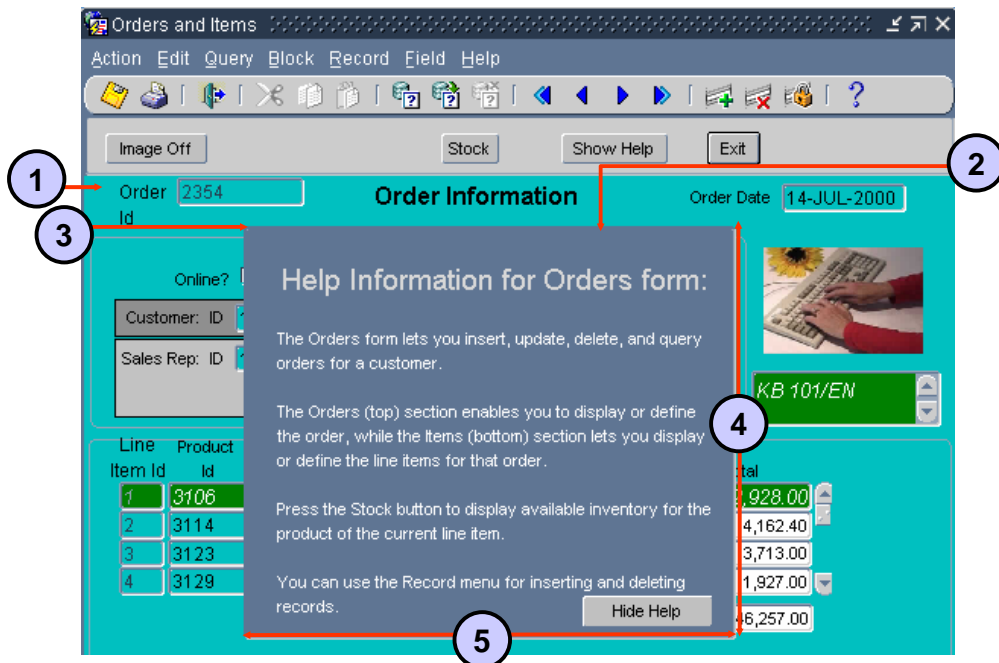 Orders and Items
Action Edit Query Block Record Field Help
Image Off Stock Show Help Exit
1
2
Order Id 2354 Order Information Order Date 14-JUL-2000
3
Online?
Customer: ID
Sales Rep: ID
Help Information for Orders form:
The Orders form lets you insert, update, delete, and query
orders for a customer.
The Orders (top) section enables you to display or define
the order, while the Items (bottom) section lets you display
or define the line items for that order.
Press the Stock button to display available inventory for the
product of the current line item.
You can use the Record menu for inserting and deleting
records.
Hide Help
KB 101/EN
4
Line Item Id Product Id
1 3106
2 3114 4,162.40
3 3123 3,713.00
4 3129 1,927.00
46,257.00
5